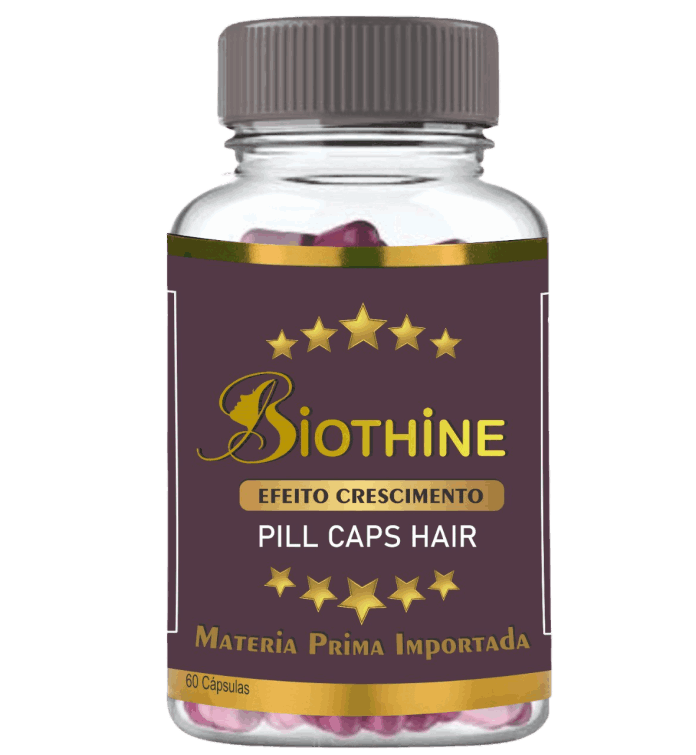 BiOTHiNE
EFEITO CRESCIMENTO
PILL CAPS HAIR
MATERIA PRIMA IMPORTADA
60 Cápsulas